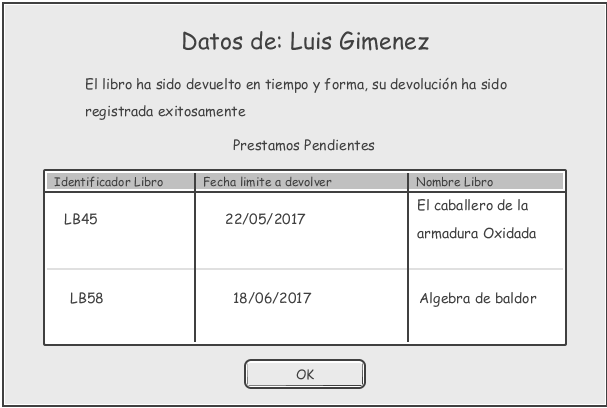 Datos de: Luis Gimenez
El libro ha sido devuelto en tiempo y forma, su devolución ha sido
registrada exitosamente
Prestamos Pendientes
Identificador Libro Fecha limite a devolver Nombre Libro
LB45 22/05/2017 El caballero de la
armadura Oxidada
LB58 18/06/2017 Algebra de baldor
OK